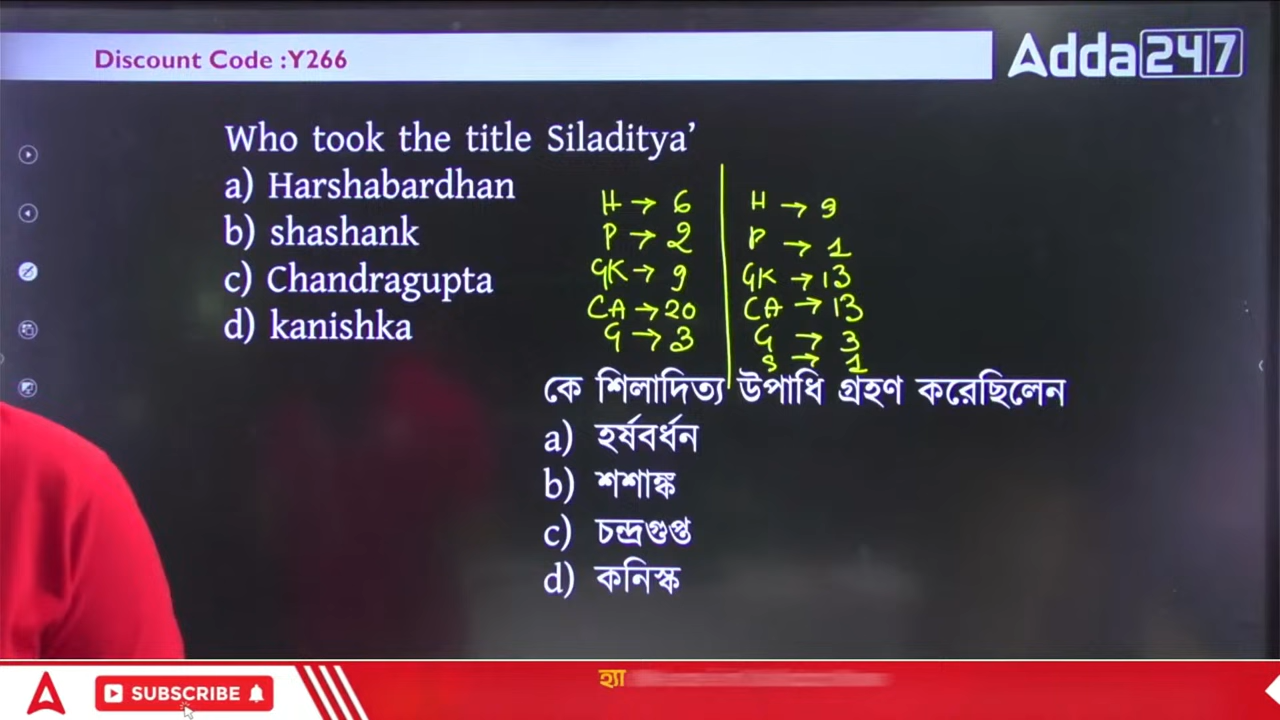 Discount Code :Y266
Adda247
Who took the title Siladitya’
a) Harshabardhan
b) shashank
c) Chandragupta
d) kanishka
H → 6
P → 2
GK → 9
CA → 20
G → 3
H → 9
P → 1
GK → 13
CA → 13
G → 3
S → 1
কে শিলাদিত্য উপাধি গ্রহণ করেছিলেন
a) হর্ষবর্ধন
b) শশাঙ্ক
c) চন্দ্রগুপ্ত
d) কনিস্ক
SUBSCRIBE
হ্যা